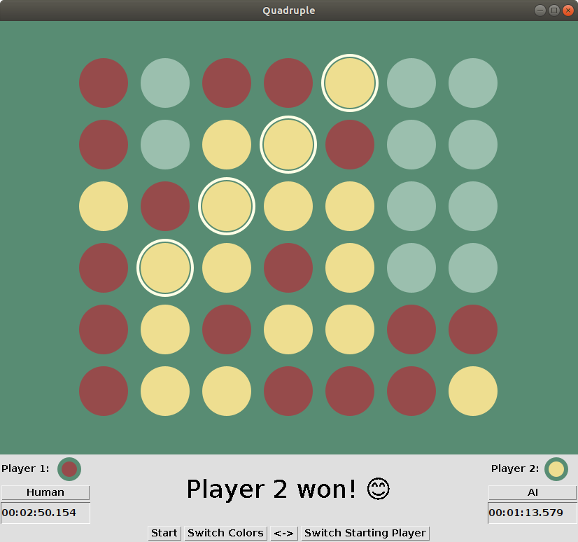 Quadruple
Player 1:
Player 2:
Human
Player 2 won! 😊
AI
00:02:50.154
00:01:13.579
Start Switch Colors <-> Switch Starting Player